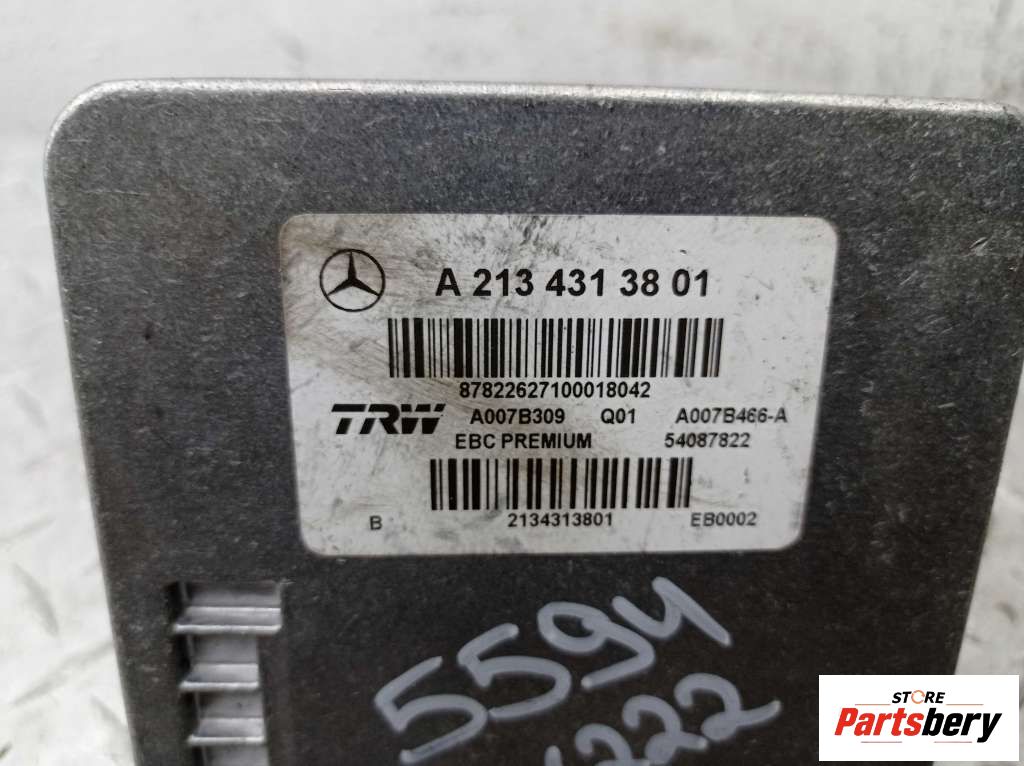 A 213 431 38 01
87822627100018042
TRW A007B309 Q01 A007B466-A
EBC PREMIUM 54087822
B 2134313801 EB0002
5594
222
STORE
Partsbery